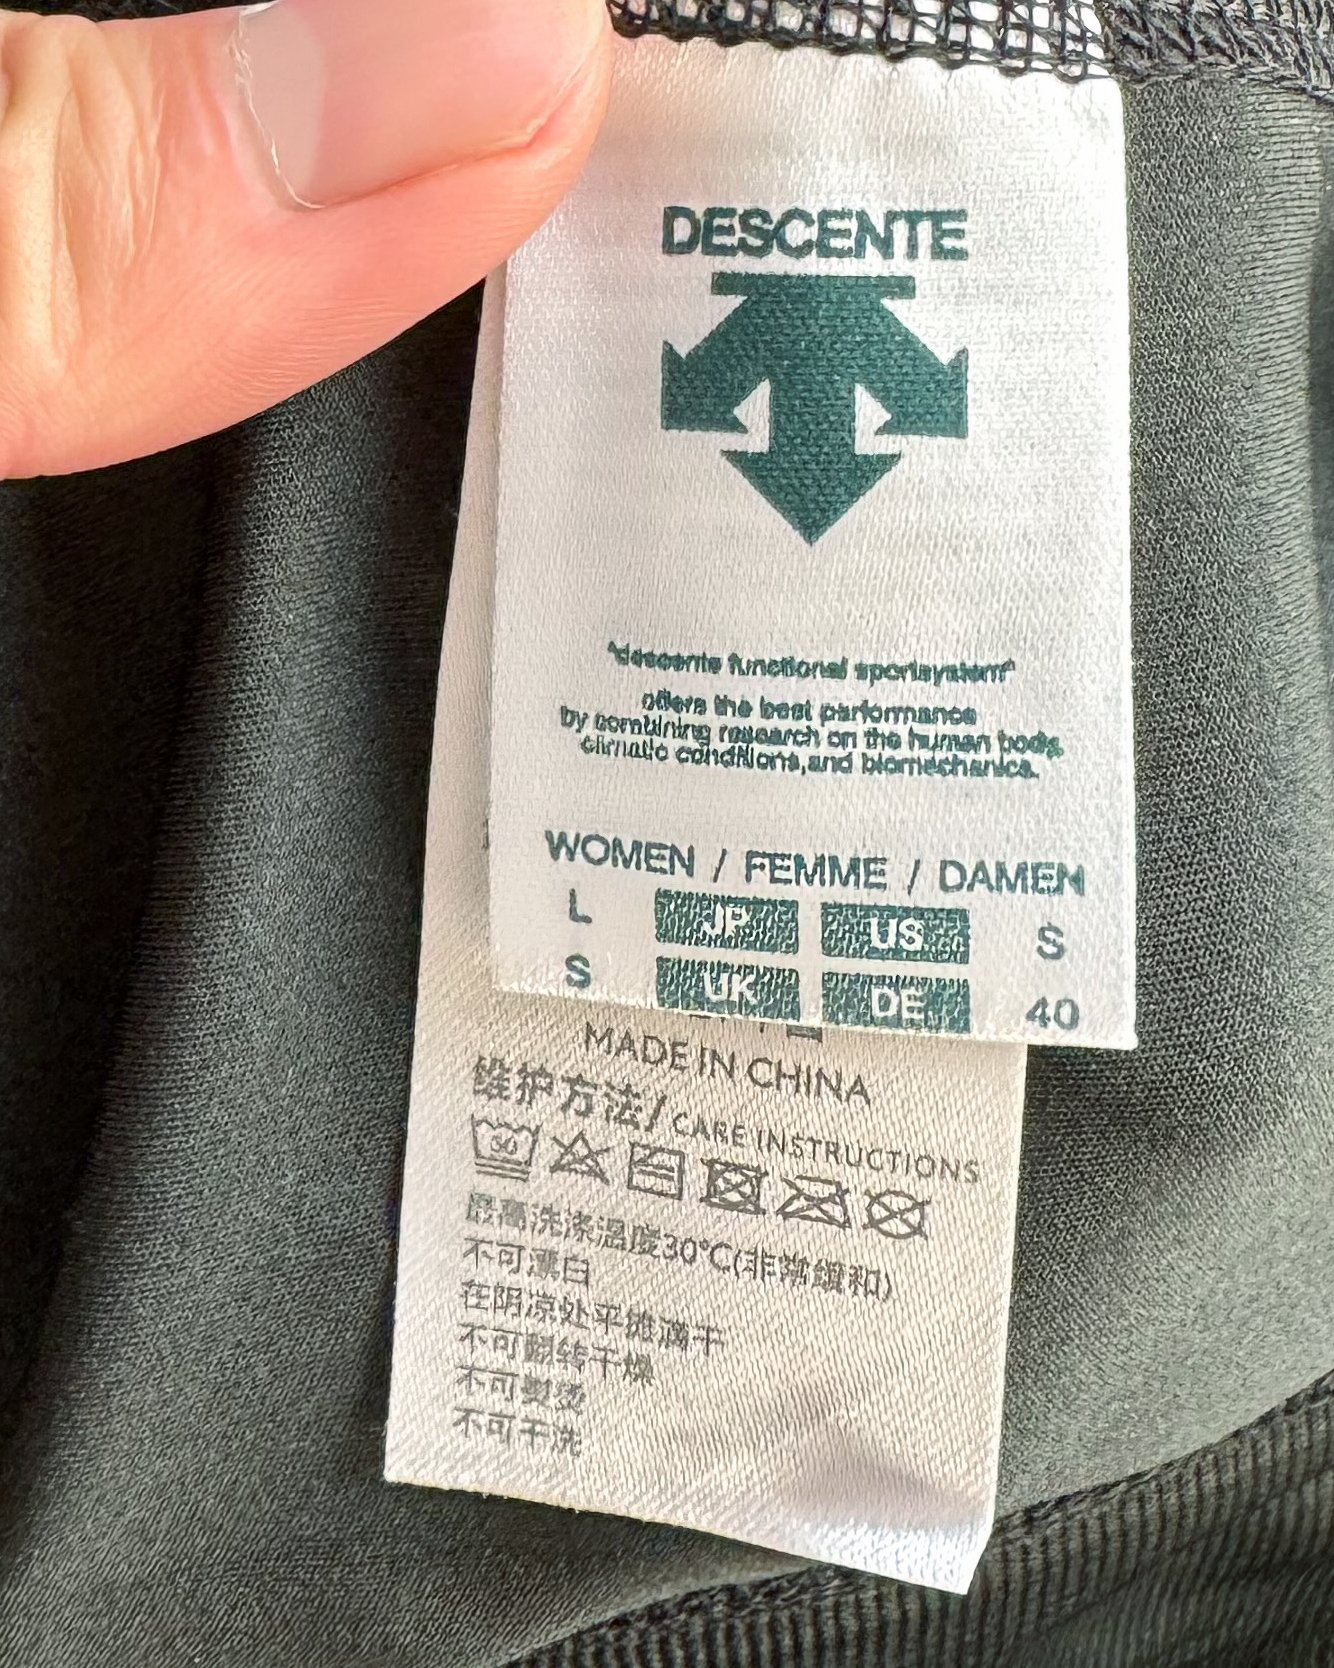 DESCENTE
"descente functional sportsystem"
offers the best performance
by combining research on the human body,
climatic conditions, and biomechanics.
WOMEN / FEMME / DAMEN
L JP US S
S UK DE 40
MADE IN CHINA
维护方法/CARE INSTRUCTIONS
30
最高洗涤温度30°C(非常緩和)
不可漂白
在阴凉处平摊滴干
不可翻转干燥
不可熨烫
不可干洗